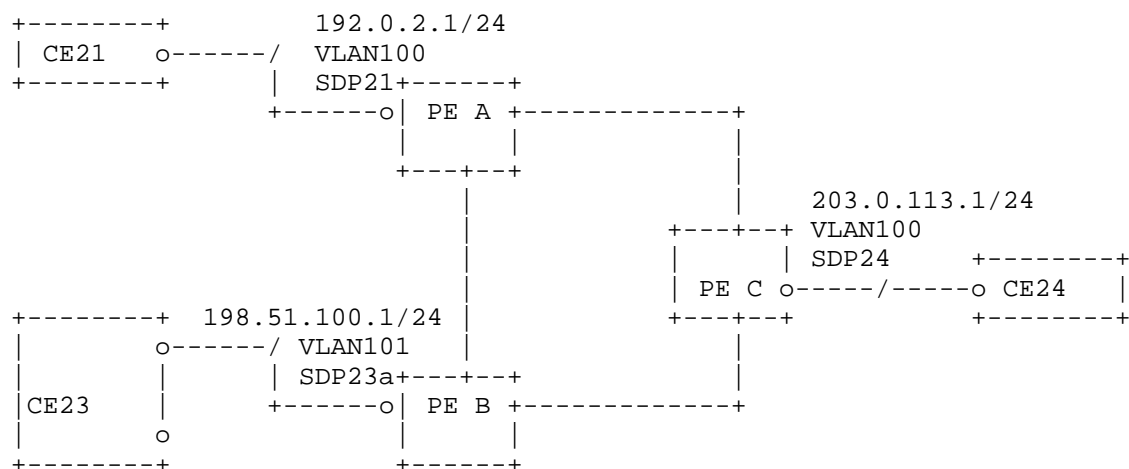 192.0.2.1/24
CE21 VLAN100
SDP21
PE A
203.0.113.1/24
VLAN100
SDP24
PE C CE24
198.51.100.1/24
VLAN101
SDP23a
CE23 PE B